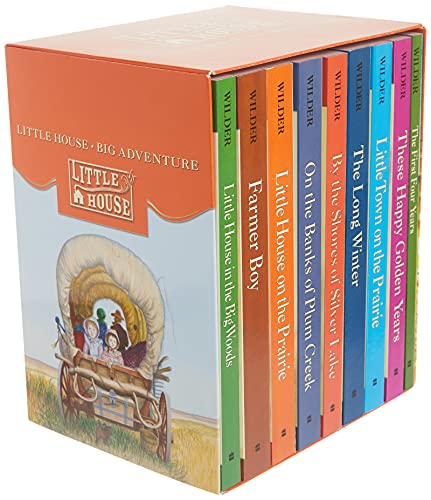 LITTLE
HOUSE
LITTLE HOUSE • BIG ADVENTURE
LITTLE
HOUSE
WILDER
Little House in the Big Woods
WILDER
Farmer Boy
WILDER
Little House on the Prairie
WILDER
On the Banks of Plum Creek
WILDER
By the Shores of Silver Lake
WILDER
The Long Winter
WILDER
Little Town on the Prairie
WILDER
These Happy Golden Years
WILDER
The First Four Years